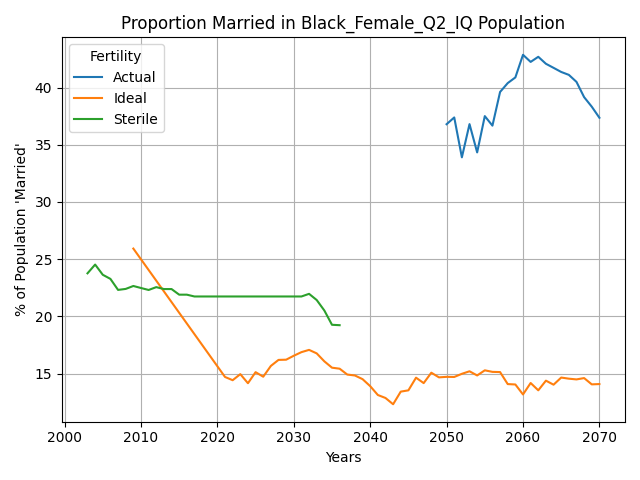 Proportion Married in Black_Female_Q2_IQ Population
% of Population 'Married'
Fertility
Actual
Ideal
Sterile
40
35
30
25
20
15
2000 2010 2020 2030 2040 2050 2060 2070
Years